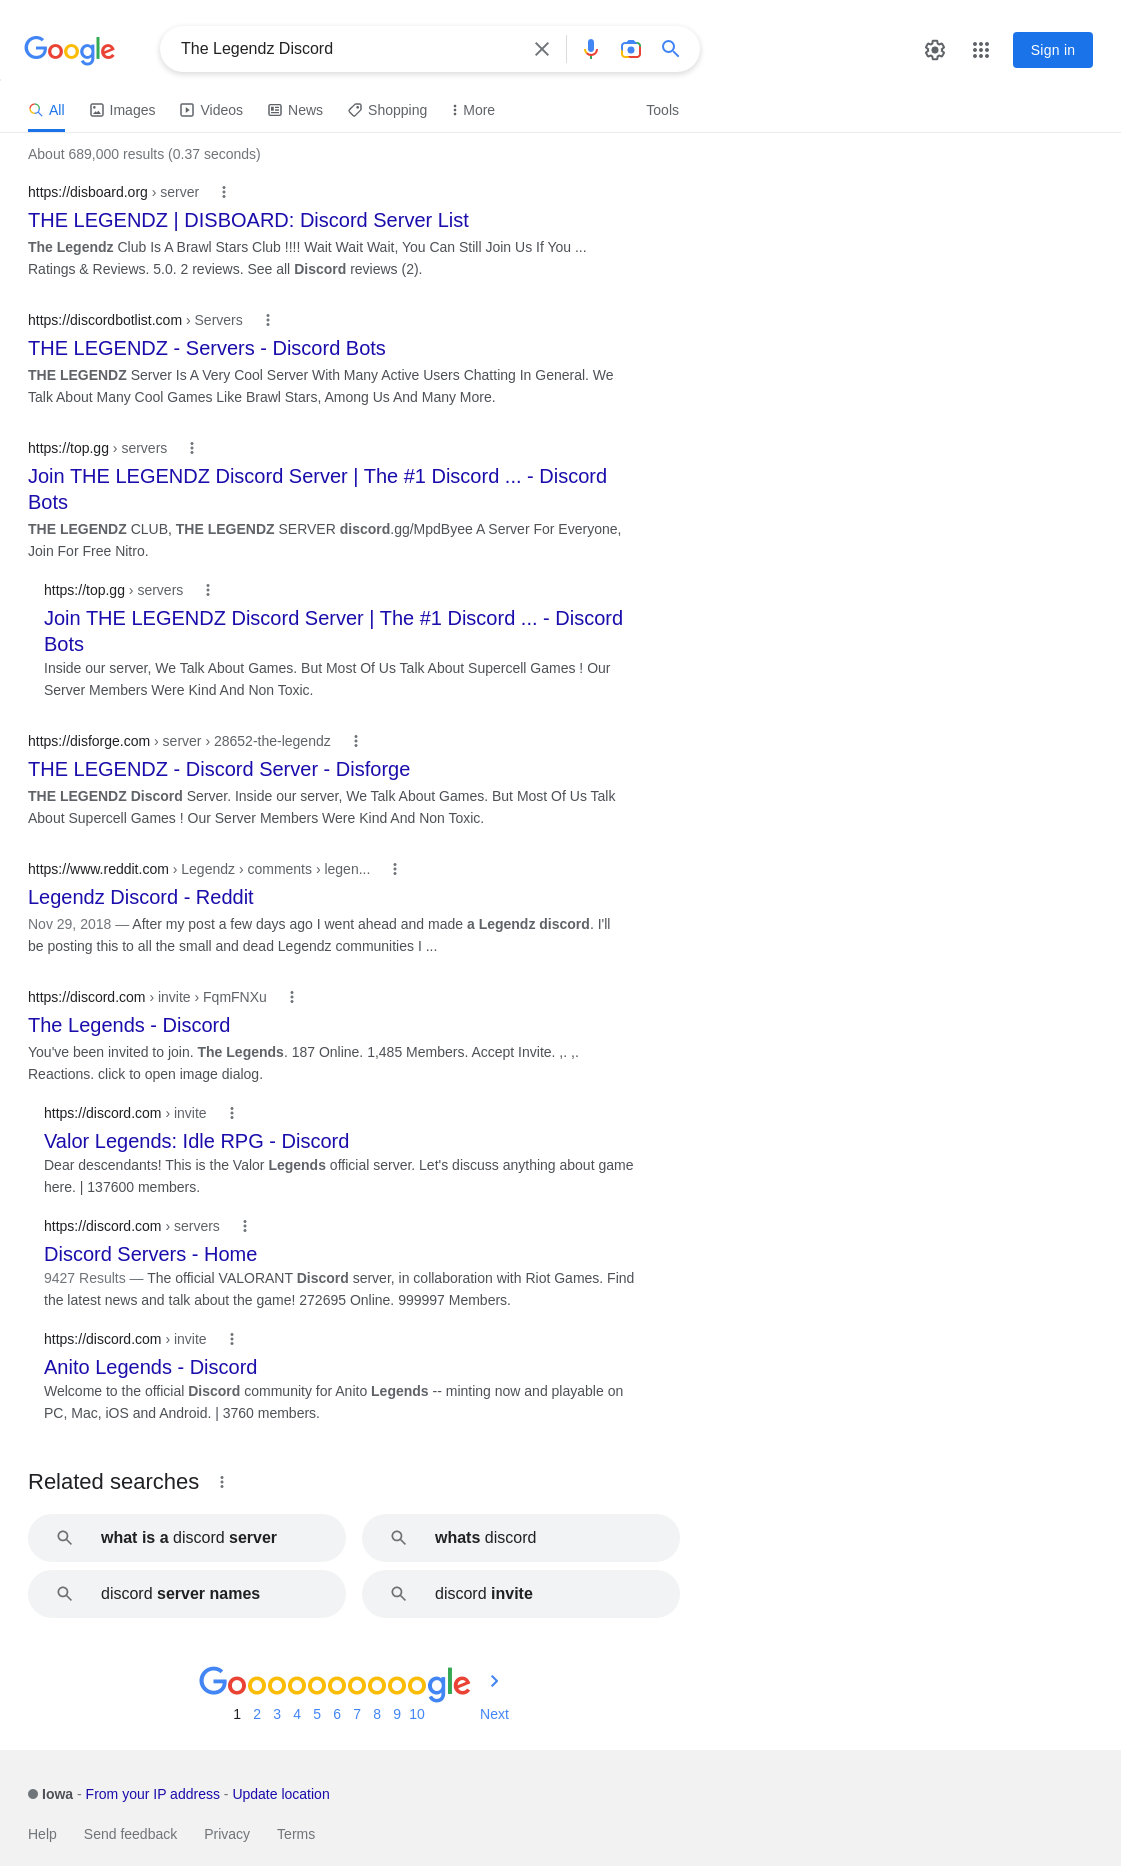 Google
The Legendz Discord
Sign in
All Images Videos News Shopping More Tools
About 689,000 results (0.37 seconds)
https://disboard.org › server
THE LEGENDZ | DISBOARD: Discord Server List
The Legendz Club Is A Brawl Stars Club !!!! Wait Wait Wait, You Can Still Join Us If You ...
Ratings & Reviews. 5.0. 2 reviews. See all Discord reviews (2).
https://discordbotlist.com › Servers
THE LEGENDZ - Servers - Discord Bots
THE LEGENDZ Server Is A Very Cool Server With Many Active Users Chatting In General. We
Talk About Many Cool Games Like Brawl Stars, Among Us And Many More.
https://top.gg › servers
Join THE LEGENDZ Discord Server | The #1 Discord ... - Discord
Bots
THE LEGENDZ CLUB, THE LEGENDZ SERVER discord.gg/MpdByee A Server For Everyone,
Join For Free Nitro.
https://top.gg › servers
Join THE LEGENDZ Discord Server | The #1 Discord ... - Discord
Bots
Inside our server, We Talk About Games. But Most Of Us Talk About Supercell Games ! Our
Server Members Were Kind And Non Toxic.
https://disforge.com › server › 28652-the-legendz
THE LEGENDZ - Discord Server - Disforge
THE LEGENDZ Discord Server. Inside our server, We Talk About Games. But Most Of Us Talk
About Supercell Games ! Our Server Members Were Kind And Non Toxic.
https://www.reddit.com › Legendz › comments › legen...
Legendz Discord - Reddit
Nov 29, 2018 — After my post a few days ago I went ahead and made a Legendz discord. I'll
be posting this to all the small and dead Legendz communities I ...
https://discord.com › invite › FqmFNXu
The Legends - Discord
You've been invited to join. The Legends. 187 Online. 1,485 Members. Accept Invite. ,. ,.
Reactions. click to open image dialog.
https://discord.com › invite
Valor Legends: Idle RPG - Discord
Dear descendants! This is the Valor Legends official server. Let's discuss anything about game
here. | 137600 members.
https://discord.com › servers
Discord Servers - Home
9427 Results — The official VALORANT Discord server, in collaboration with Riot Games. Find
the latest news and talk about the game! 272695 Online. 999997 Members.
https://discord.com › invite
Anito Legends - Discord
Welcome to the official Discord community for Anito Legends -- minting now and playable on
PC, Mac, iOS and Android. | 3760 members.
Related searches
what is a discord server
whats discord
discord server names
discord invite
Goooooooooogle
1 2 3 4 5 6 7 8 9 10 Next
Iowa - From your IP address - Update location
Help Send feedback Privacy Terms